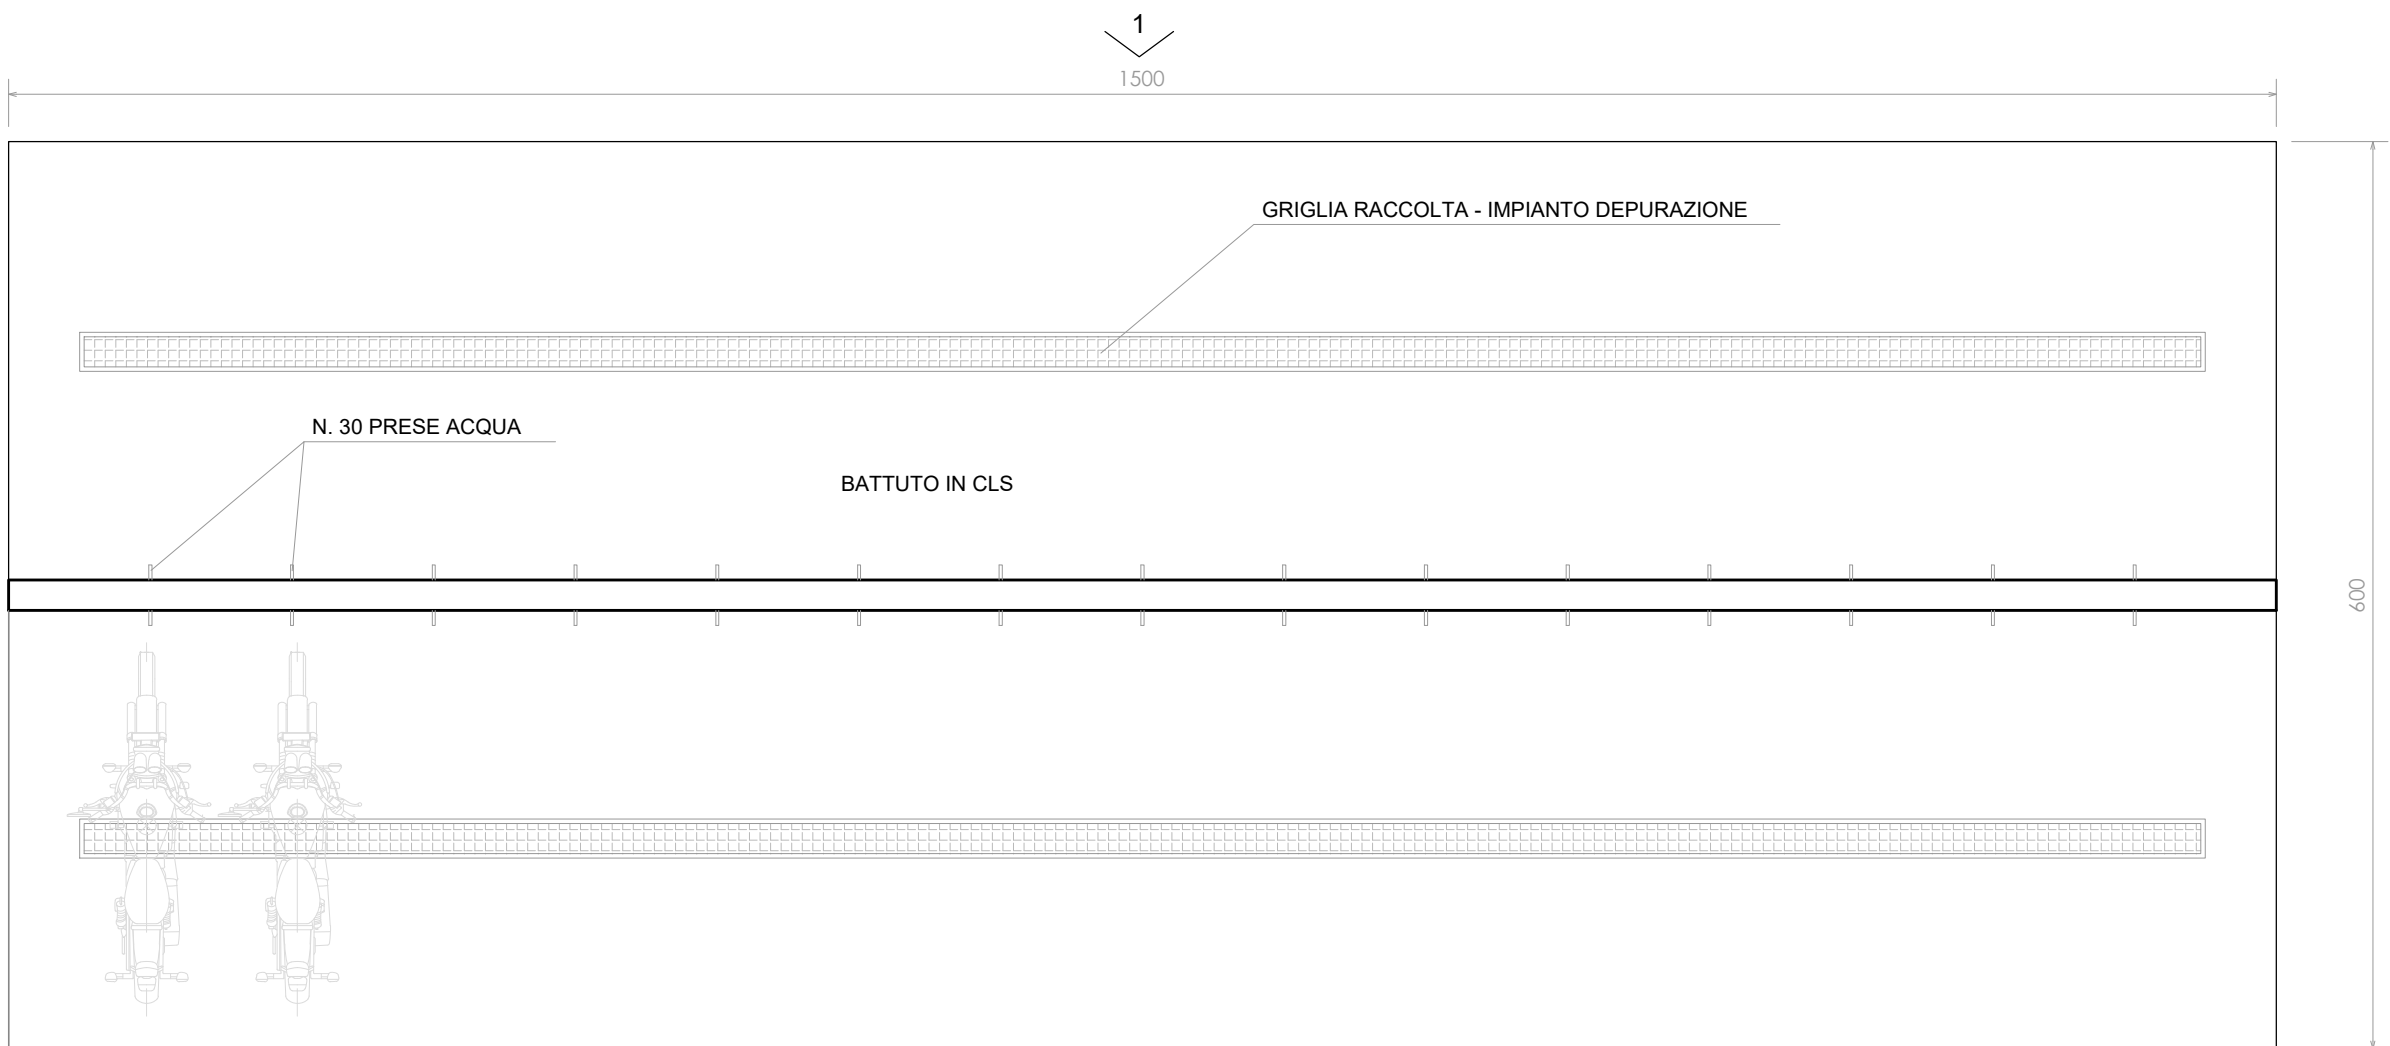 1
1500
GRIGLIA RACCOLTA - IMPIANTO DEPURAZIONE
N. 30 PRESE ACQUA
BATTUTO IN CLS
600